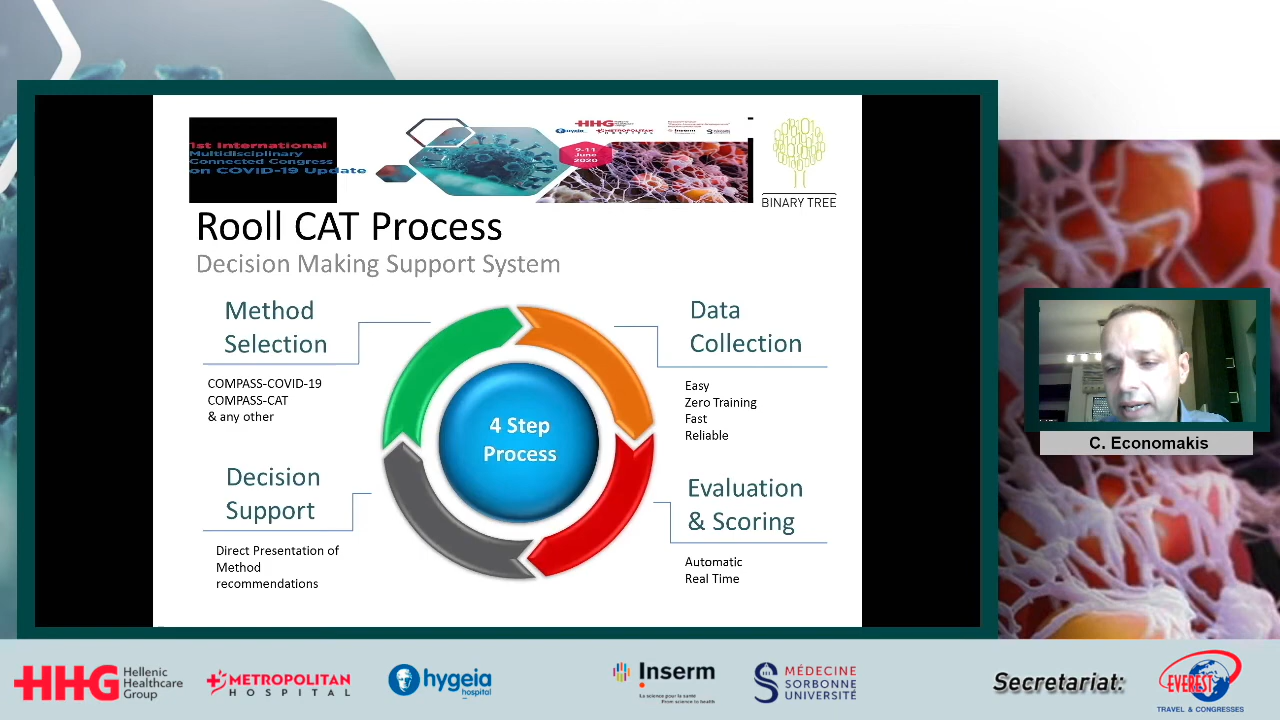 1st International
Multidisciplinary
Connected Congress
on COVID-19 Update
HHG
9-11
June
2020
METROPOLITAN
Inserm
BINARY TREE
Rooll CAT Process
Decision Making Support System
Method
Selection
COMPASS-COVID-19
COMPASS-CAT
& any other
Data
Collection
Easy
Zero Training
Fast
Reliable
4 Step
Process
Decision
Support
Direct Presentation of
Method
recommendations
Evaluation
& Scoring
Automatic
Real Time
C. Economakis
HHG
Hellenic
Healthcare
Group
METROPOLITAN
HOSPITAL
hygeia
hospital
Inserm
La science pour la santé
From science to health
MÉDECINE
SORBONNE
UNIVERSITÉ
Secretariat:
EVEREST
TRAVEL & CONGRESSES